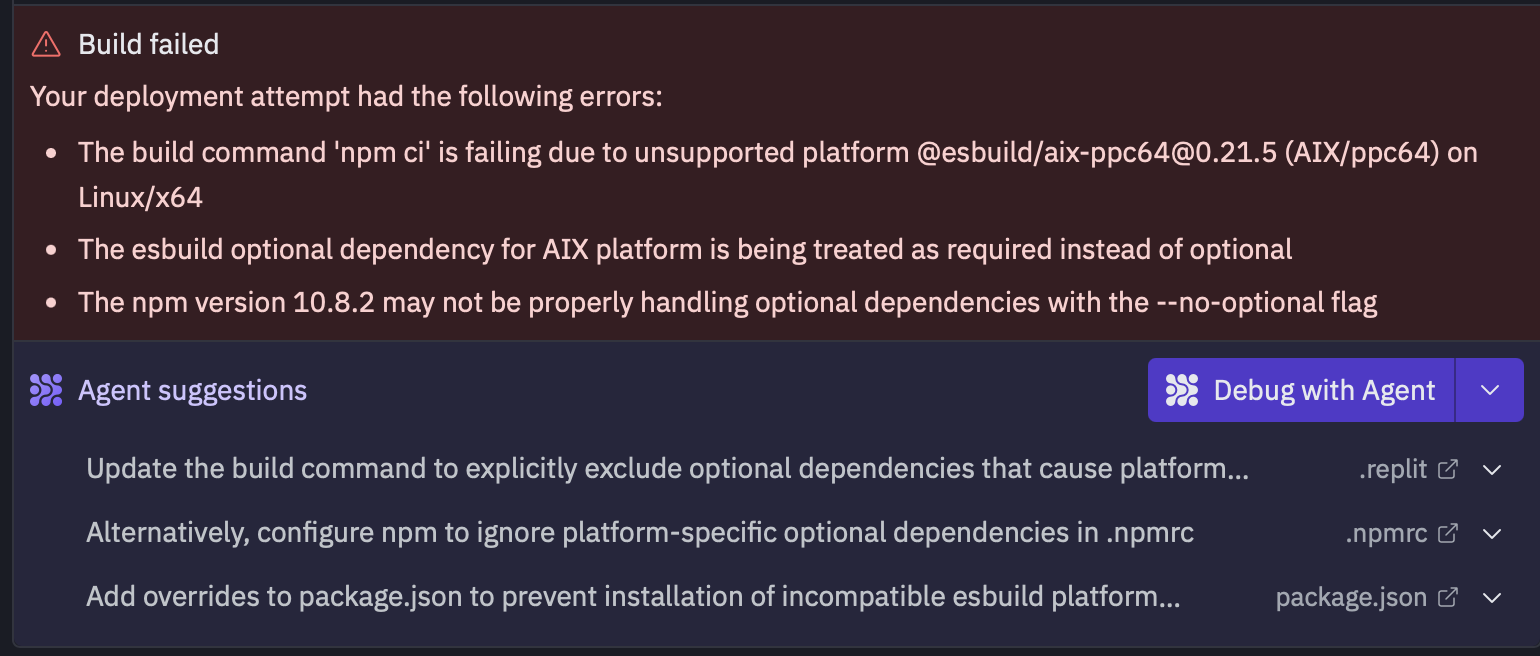 Build failed
Your deployment attempt had the following errors:
• The build command 'npm ci' is failing due to unsupported platform @esbuild/aix-ppc64@0.21.5 (AIX/ppc64) on
Linux/x64
• The esbuild optional dependency for AIX platform is being treated as required instead of optional
• The npm version 10.8.2 may not be properly handling optional dependencies with the --no-optional flag
Agent suggestions
Debug with Agent
Update the build command to explicitly exclude optional dependencies that cause platform... .replit
Alternatively, configure npm to ignore platform-specific optional dependencies in .npmrc .npmrc
Add overrides to package.json to prevent installation of incompatible esbuild platform... package.json